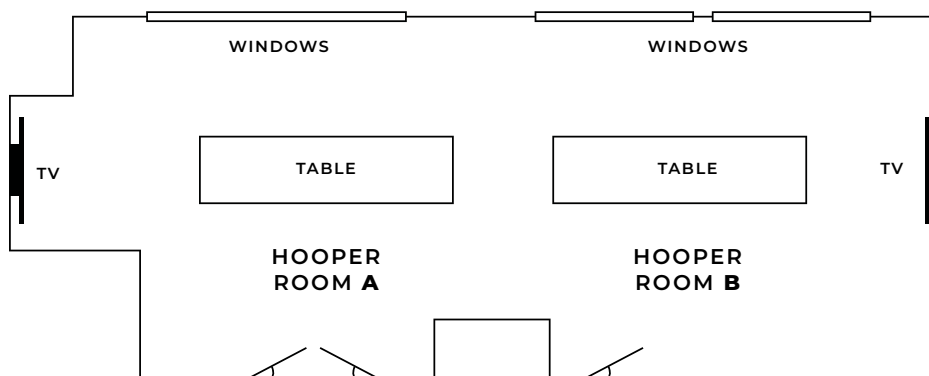 WINDOWS
WINDOWS
TV
TABLE
TABLE
TV
HOOPER
ROOM A
HOOPER
ROOM B